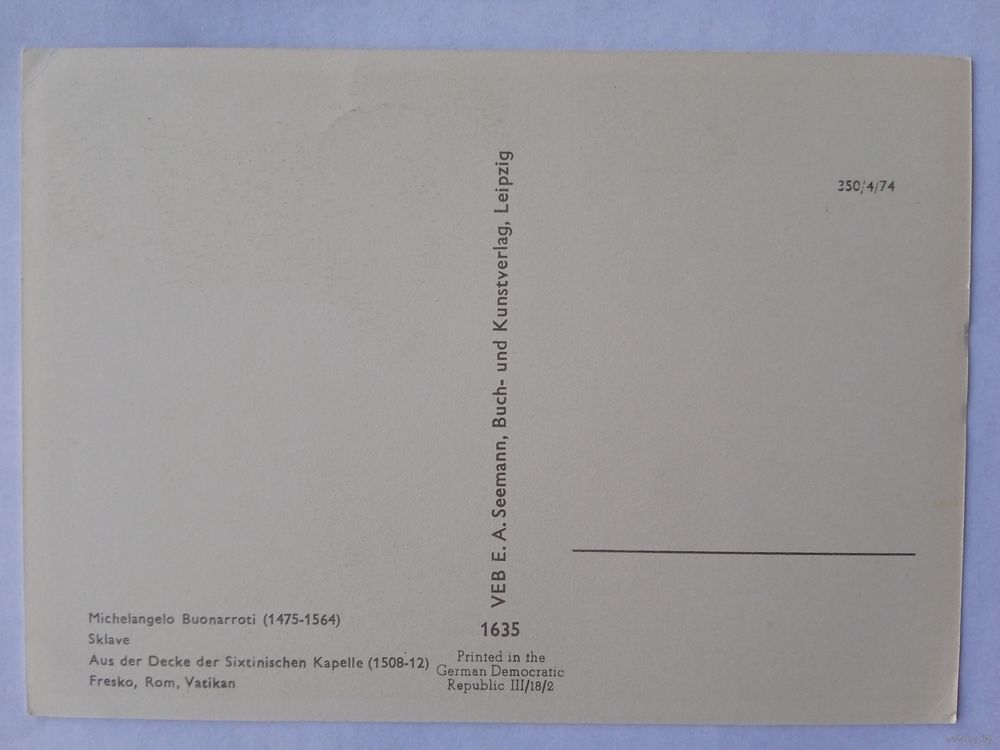 350/4/74
VEB E. A. Seemann, Buch- und Kunstverlag, Leipzig
1635
Printed in the
German Democratic
Republic III/18/2
Michelangelo Buonarroti (1475-1564)
Sklave
Aus der Decke der Sixtinischen Kapelle (1508-12)
Fresko, Rom, Vatikan